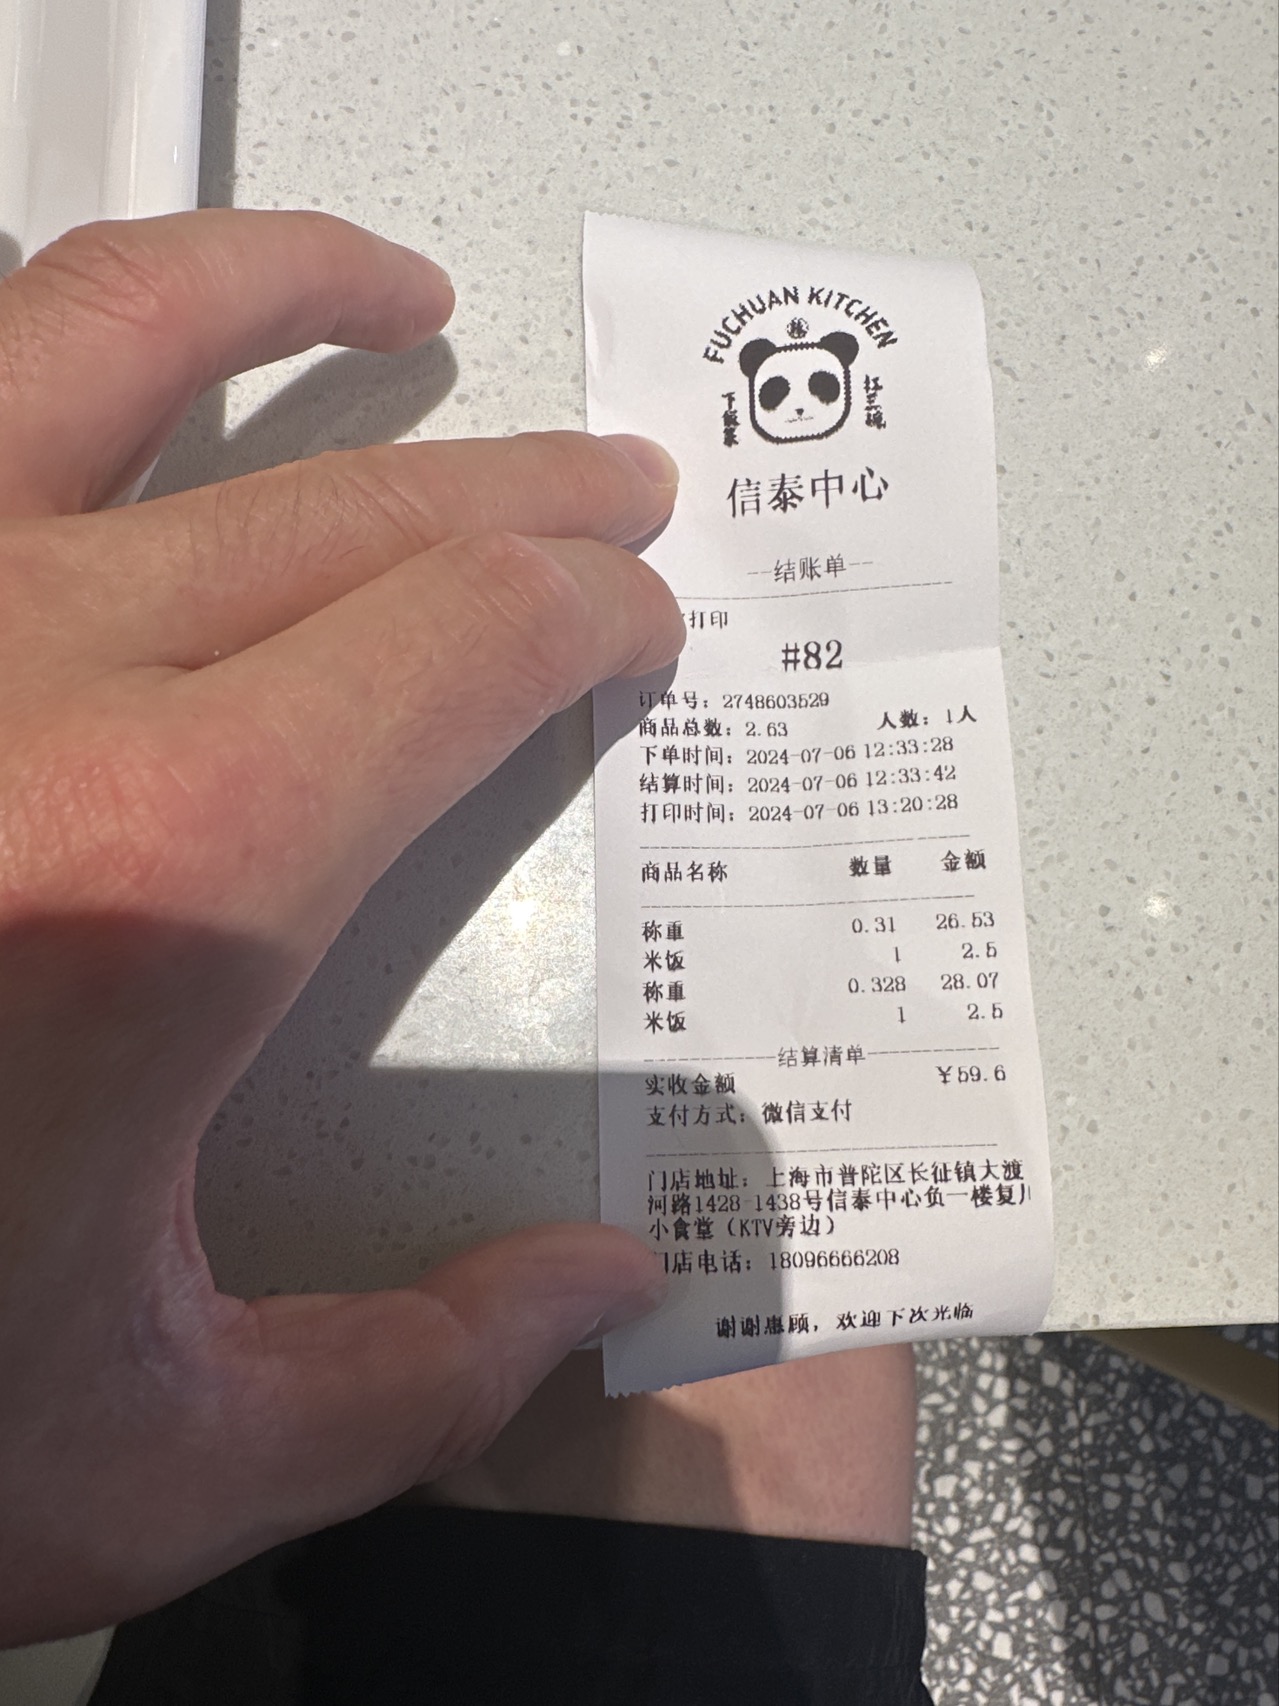 FUCHUAN KITCHEN
下饭菜
扛三碗
信泰中心
--结账单--
打印
#82
订单号：2748603529
商品总数：2.63 人数：1人
下单时间：2024-07-06 12:33:28
结算时间：2024-07-06 12:33:42
打印时间：2024-07-06 13:20:28
商品名称 数量 金额
称重 0.31 26.53
米饭 1 2.5
称重 0.328 28.07
米饭 1 2.5
结算清单
实收金额 ¥59.6
支付方式：微信支付
门店地址：上海市普陀区长征镇大渡
河路1428-1438号信泰中心负一楼复川
小食堂（KTV旁边）
门店电话：18096666208
谢谢惠顾，欢迎下次光临